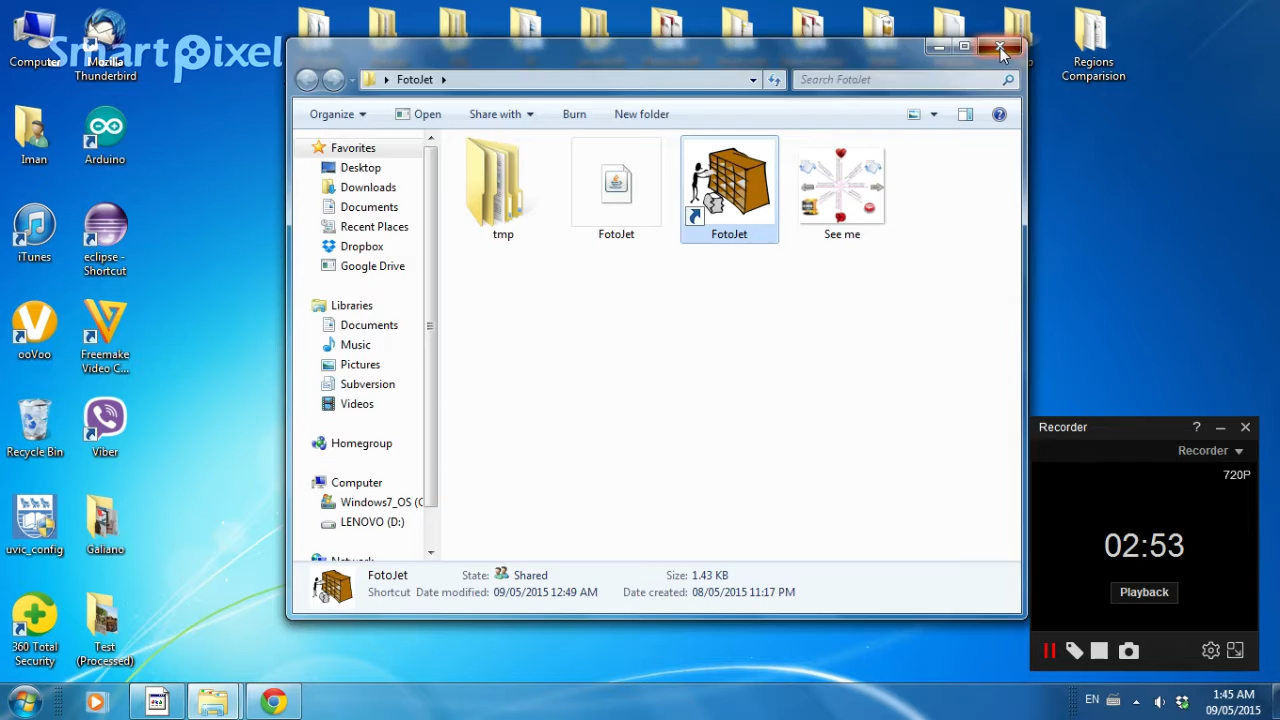 SmartPixel
Computer
Mozilla
Thunderbird
Iman
Arduino
iTunes
eclipse -
Shortcut
ooVoo
Freemake
Video C...
Recycle Bin
Viber
uvic_config
Galiano
360 Total
Security
Test
(Processed)
Regions
Comparision
FotoJet
Search FotoJet
Organize
Open
Share with
Burn
New folder
Favorites
Desktop
Downloads
Documents
Recent Places
Dropbox
Google Drive
Libraries
Documents
Music
Pictures
Subversion
Videos
Homegroup
Computer
Windows7_OS (C
LENOVO (D:)
Network
tmp
FotoJet
FotoJet
See me
FotoJet
State: Shared
Size: 1.43 KB
Shortcut
Date modified: 09/05/2015 12:49 AM
Date created: 08/05/2015 11:17 PM
Recorder
?
Recorder
720P
02:53
Playback
EN
1:45 AM
09/05/2015